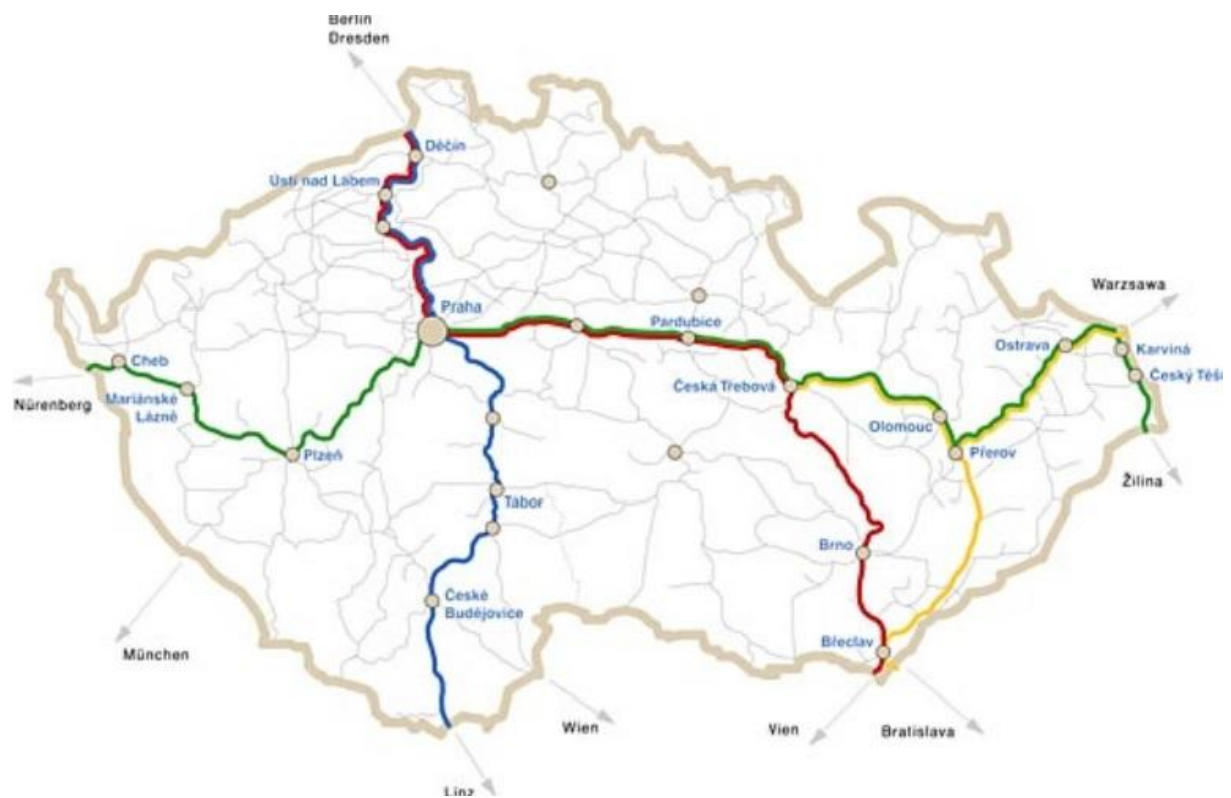 Berlin
Dresden
Děčín
Ústí nad Labem
Praha
Pardubice
Warzsawa
Ostrava
Karviná
Český Těš
Cheb
Nürenberg
Mariánské
Lázně
Česká Třebová
Olomouc
Plzeň
Přerov
Žilina
Tábor
Brno
České
Budějovice
Břeclav
München
Wien
Vien
Bratislava
Linz